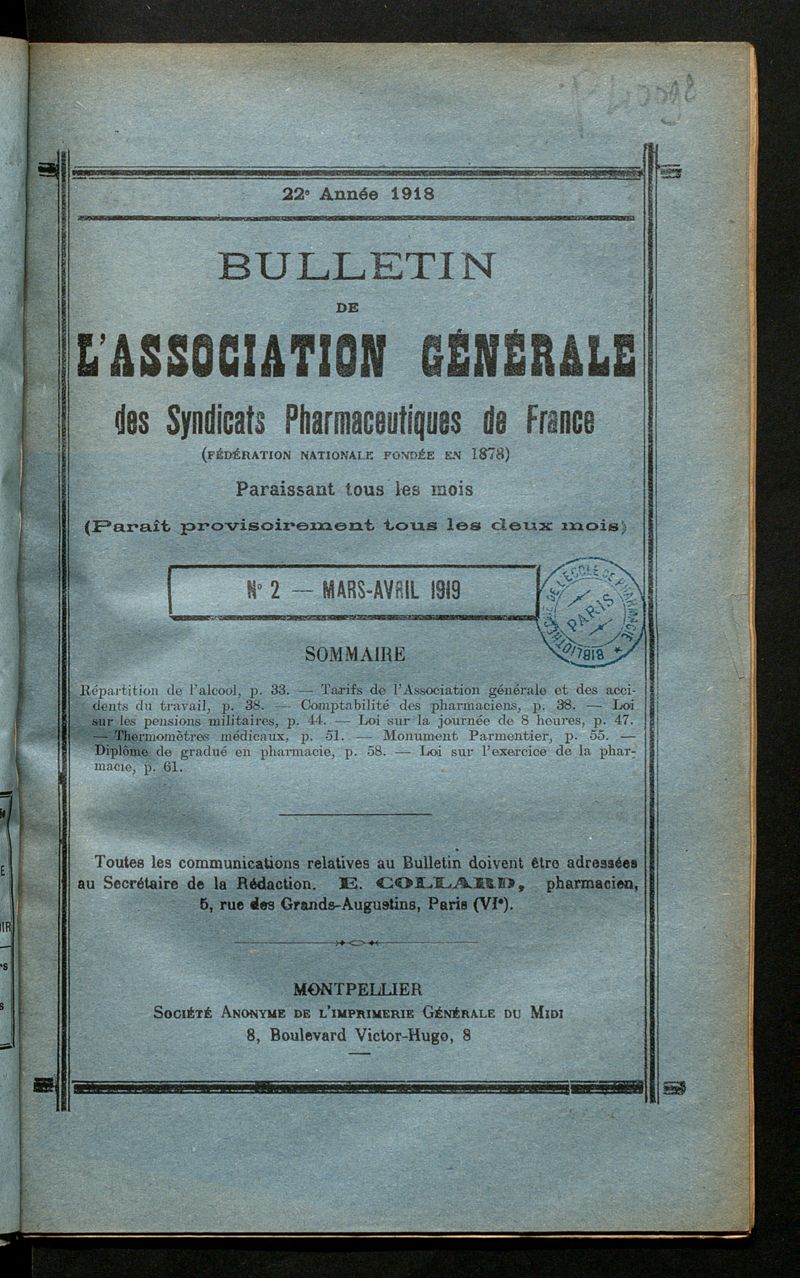 22e Année 1918
BULLETIN
DE
L'ASSOCIATION GÉNÉRALE
des Syndicats Pharmaceutiques de France
(FÉDÉRATION NATIONALE FONDÉE EN 1878)
Paraissant tous les mois
(Paraît provisoirement tous les deux mois)
N° 2 — MARS-AVRIL 1919
BIBLIOTHÈQUE DE L'ÉCOLE DE PHARMACIE
PARIS
SOMMAIRE
Répartition de l'alcool, p. 33. — Tarifs de l'Association générale et des acci-
dents du travail, p. 38. — Comptabilité des pharmaciens, p. 38. — Loi
sur les pensions militaires, p. 44. — Loi sur la journée de 8 heures, p. 47.
— Thermomètres médicaux, p. 51. — Monument Parmentier, p. 55. —
Diplôme de gradué en pharmacie, p. 58. — Loi sur l'exercice de la phar-
macie, p. 61.
Toutes les communications relatives au Bulletin doivent être adressées
au Secrétaire de la Rédaction. E. COLLARD, pharmacien,
5, rue des Grands-Augustins, Paris (VIe).
MONTPELLIER
SOCIÉTÉ ANONYME DE L'IMPRIMERIE GÉNÉRALE DU MIDI
8, Boulevard Victor-Hugo, 8